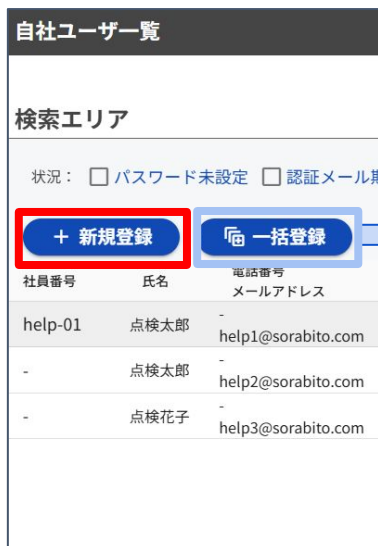 自社ユーザ一覧
検索エリア
状況： パスワード未設定 認証メール
+ 新規登録 一括登録
社員番号 氏名 電話番号
メールアドレス
help-01 点検太郎 -
help1@sorabito.com
- 点検太郎 -
help2@sorabito.com
- 点検花子 -
help3@sorabito.com